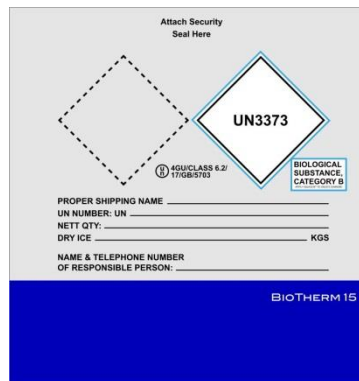 Attach Security
Seal Here
UN3373
4GU/CLASS 6.2/
17/GB/5703
BIOLOGICAL
SUBSTANCE,
CATEGORY B
PROPER SHIPPING NAME
UN NUMBER: UN
NETT QTY:
DRY ICE KGS
NAME & TELEPHONE NUMBER
OF RESPONSIBLE PERSON:
BIOTHERM 15